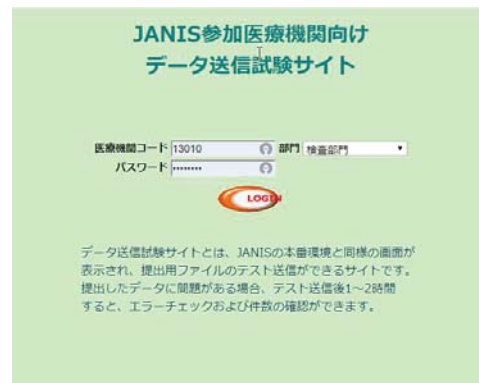 JANIS参加医療機関向け
データ送信試験サイト
医療機関コード 13010 部門 検査部門
パスワード ••••••••
LOGIN
データ送信試験サイトとは、JANISの本番環境と同様の画面が
表示され、提出用ファイルのテスト送信ができるサイトです。
提出したデータに問題がある場合、テスト送信後1～2時間
すると、エラーチェックおよび件数の確認ができます。